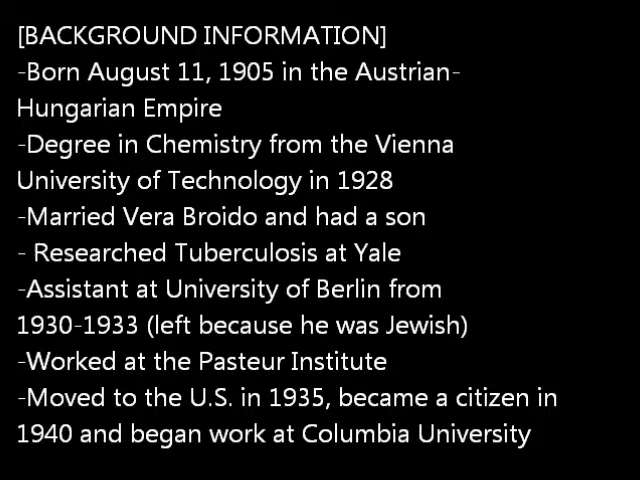 [BACKGROUND INFORMATION]
-Born August 11, 1905 in the Austrian-
Hungarian Empire
-Degree in Chemistry from the Vienna
University of Technology in 1928
-Married Vera Broido and had a son
- Researched Tuberculosis at Yale
-Assistant at University of Berlin from
1930-1933 (left because he was Jewish)
-Worked at the Pasteur Institute
-Moved to the U.S. in 1935, became a citizen in
1940 and began work at Columbia University